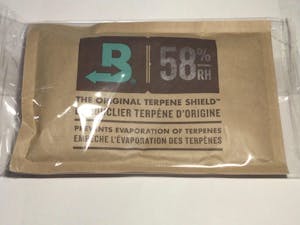 B 58% RH
THE ORIGINAL TERPENE SHIELD™
LE BOUCLIER TERPÈNE D'ORIGINE
PREVENTS EVAPORATION OF TERPENES
EMPÊCHE L'ÉVAPORATION DES TERPÈNES